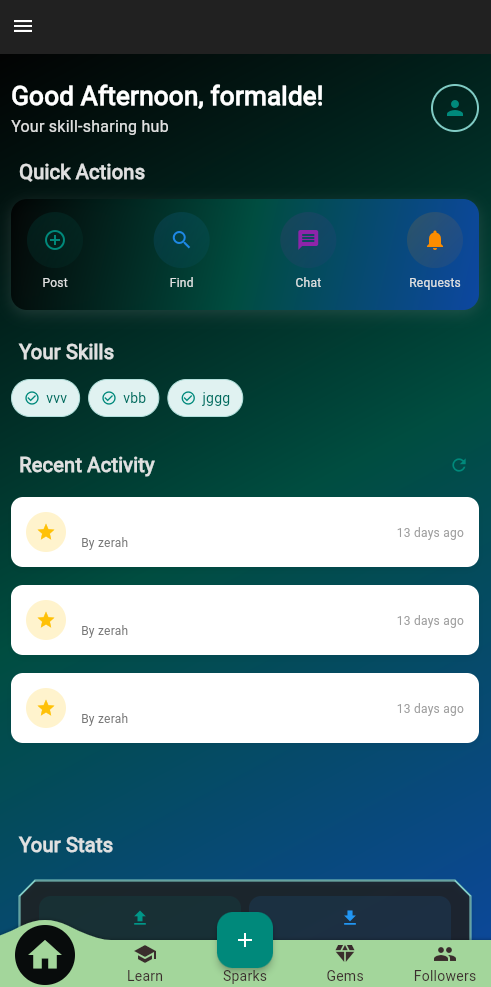 Good Afternoon, formalde!
Your skill-sharing hub
Quick Actions
Post Find Chat Requests
Your Skills
vvv vbb jggg
Recent Activity
13 days ago
By zerah
13 days ago
By zerah
13 days ago
By zerah
Your Stats
Learn Sparks Gems Followers